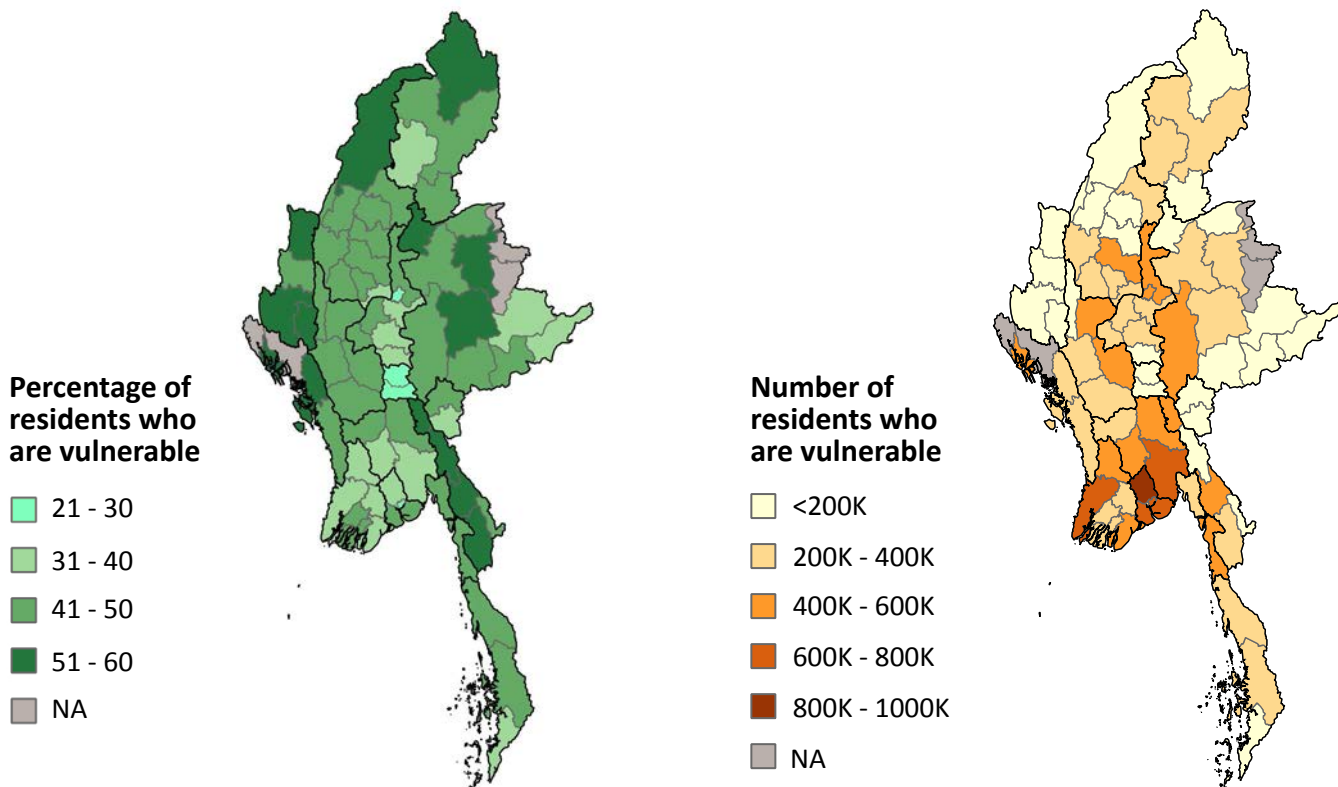 Percentage of
residents who
are vulnerable
21 - 30
31 - 40
41 - 50
51 - 60
NA
Number of
residents who
are vulnerable
<200K
200K - 400K
400K - 600K
600K - 800K
800K - 1000K
NA